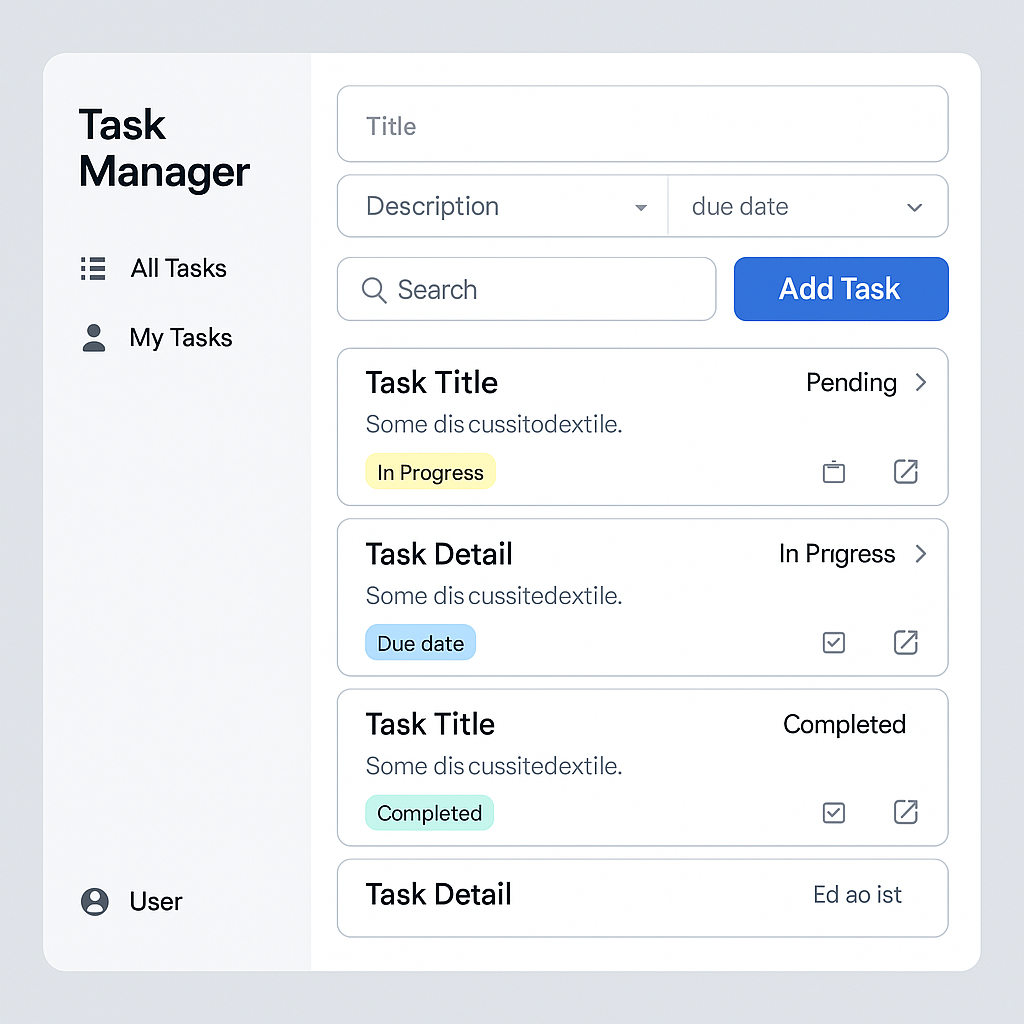 Task
Manager
All Tasks
My Tasks
User
Title
Description
due date
Search
Add Task
Task Title
Pending
Some dis cussitodextile.
In Progress
Task Detail
In Prıgress
Some dis cussitedextile.
Due date
Task Title
Completed
Some dis cussitedextile.
Completed
Task Detail
Ed ao ist